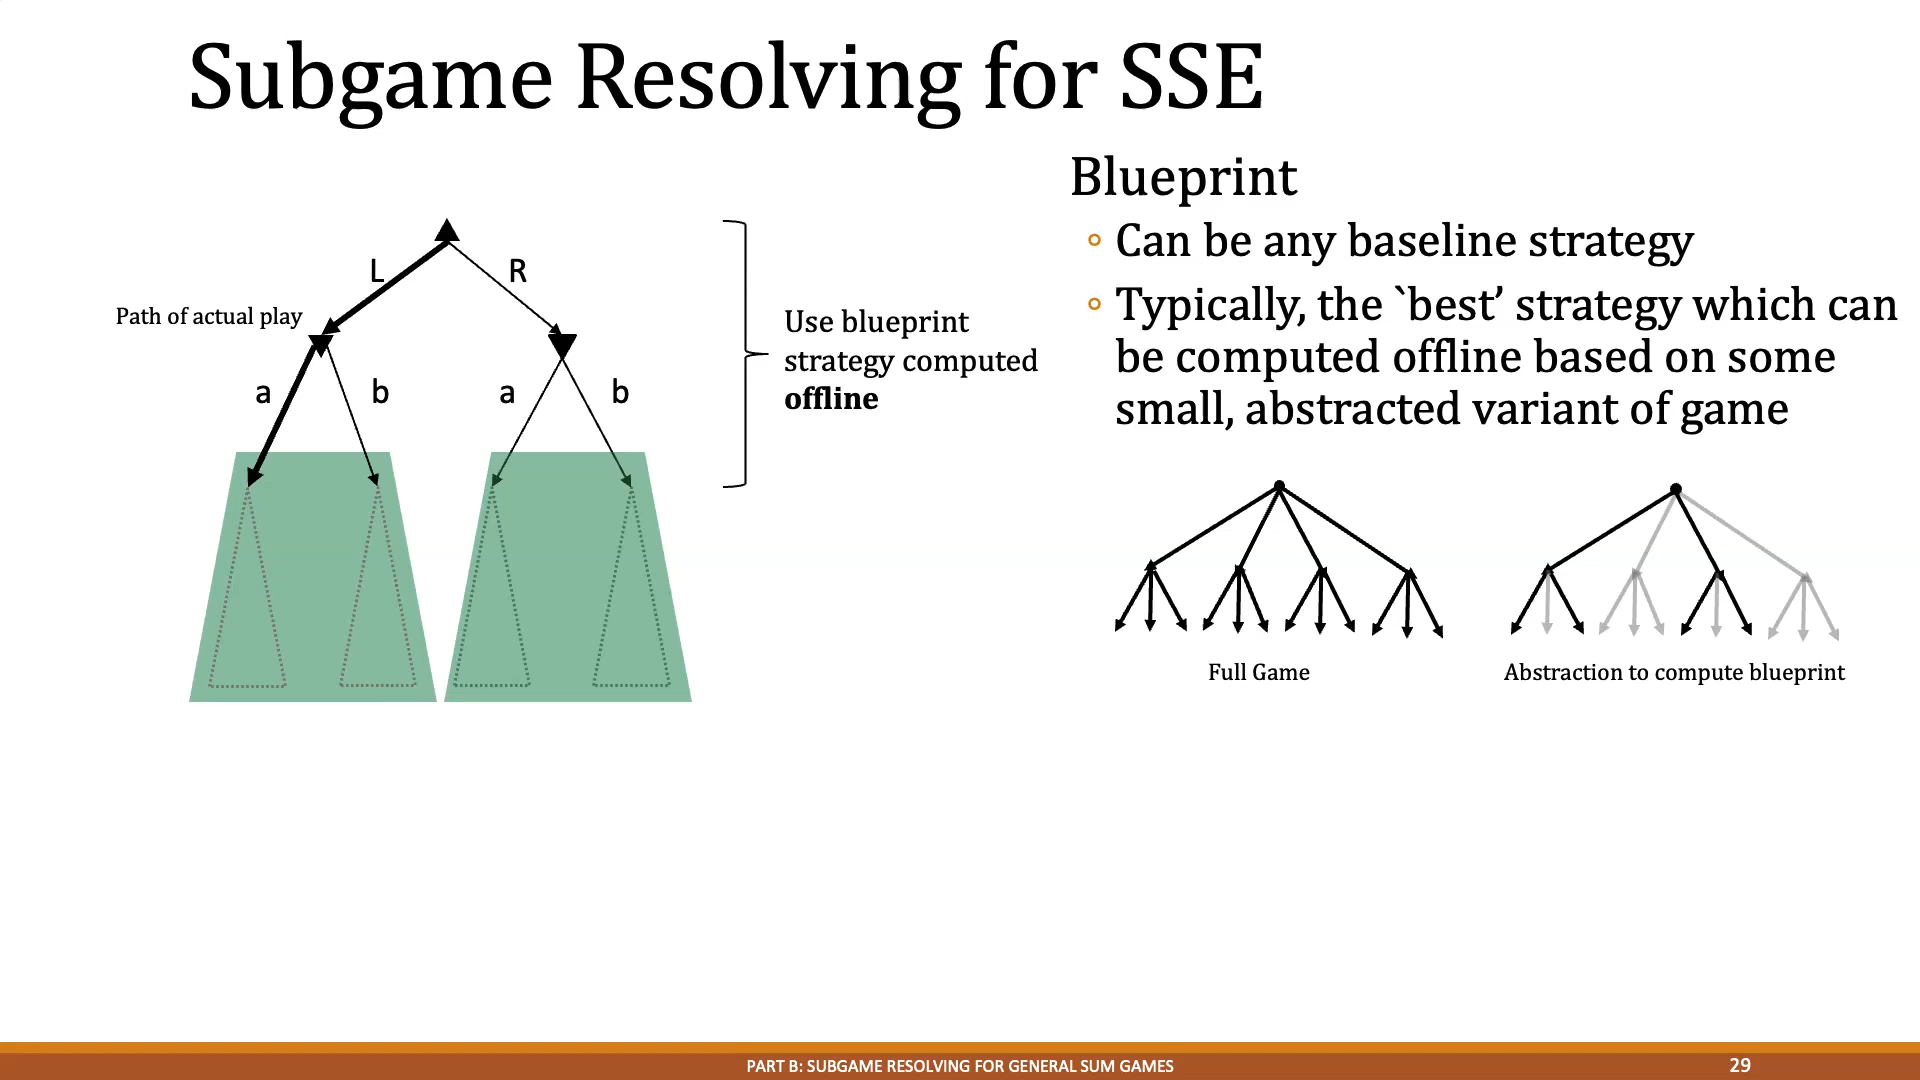 Subgame Resolving for SSE
L
R
Path of actual play
a
b
a
b
Use blueprint
strategy computed
offline
Blueprint
Can be any baseline strategy
Typically, the `best’ strategy which can
be computed offline based on some
small, abstracted variant of game
Full Game
Abstraction to compute blueprint
PART B: SUBGAME RESOLVING FOR GENERAL SUM GAMES
29